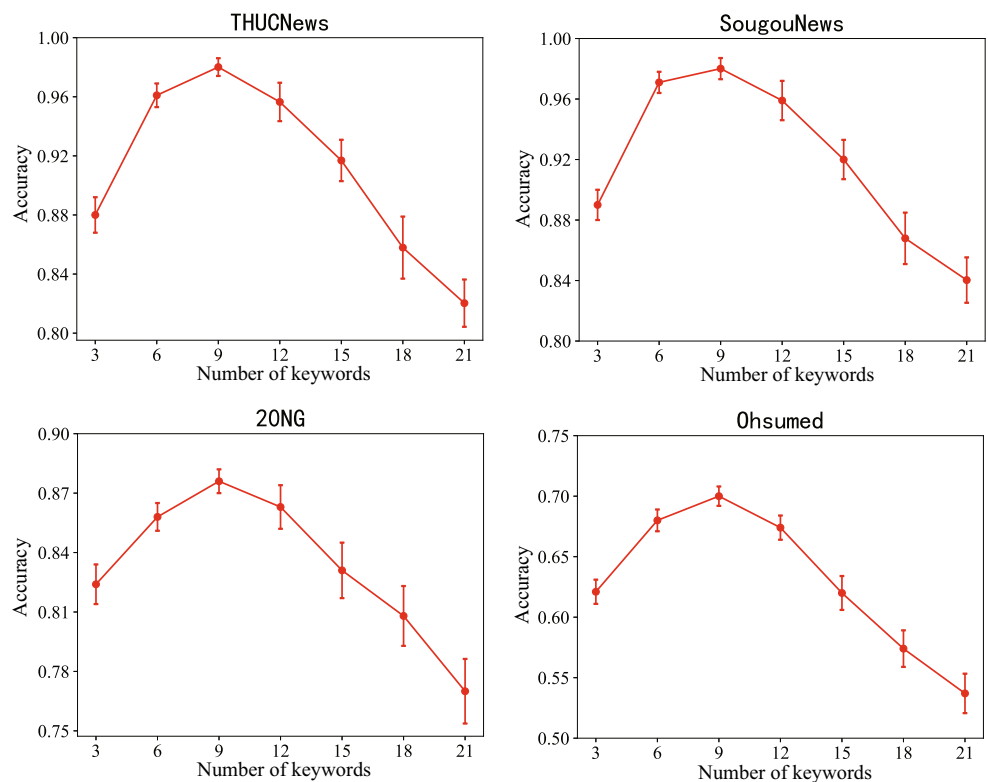 THUCNews
1.00
0.96
0.92
0.88
0.84
0.80
Accuracy
3 6 9 12 15 18 21
Number of keywords
SougouNews
1.00
0.96
0.92
0.88
0.84
0.80
Accuracy
3 6 9 12 15 18 21
Number of keywords
20NG
0.90
0.87
0.84
0.81
0.78
0.75
Accuracy
3 6 9 12 15 18 21
Number of keywords
Ohsumed
0.75
0.70
0.65
0.60
0.55
0.50
Accuracy
3 6 9 12 15 18 21
Number of keywords